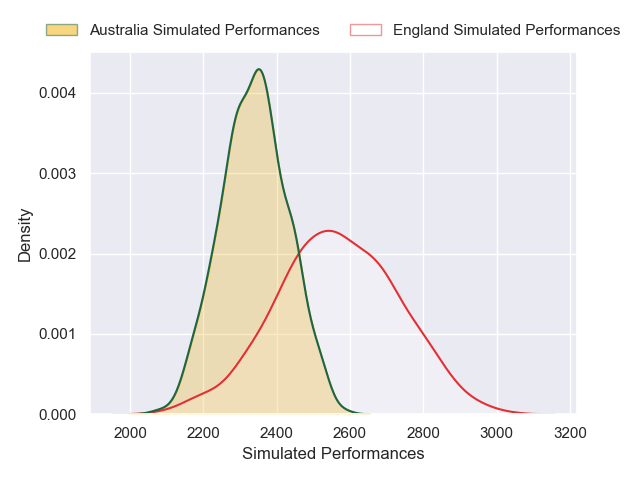 Australia Simulated Performances
England Simulated Performances
0.004
0.003
0.002
0.001
0.000
Density
2000 2200 2400 2600 2800 3000 3200
Simulated Performances